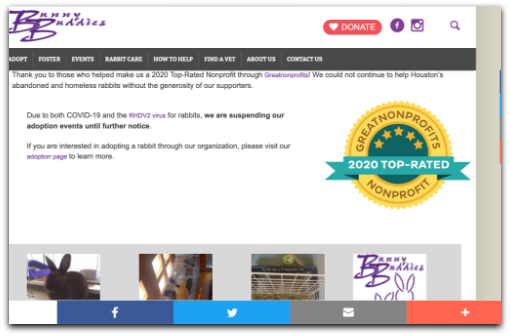 Bunny Buddies
DONATE
ADOPT FOSTER EVENTS RABBIT CARE HOW TO HELP FIND A VET ABOUT US CONTACT US
Thank you to those who helped make us a 2020 Top-Rated Nonprofit through Greatnonprofits! We could not continue to help Houston's
abandoned and homeless rabbits without the generosity of our supporters.
Due to both COVID-19 and the RHDV2 virus for rabbits, we are suspending our
adoption events until further notice.
If you are interested in adopting a rabbit through our organization, please visit our
adoption page to learn more.
GREATNONPROFITS
2020 TOP-RATED
NONPROFIT
Bunny Buddies